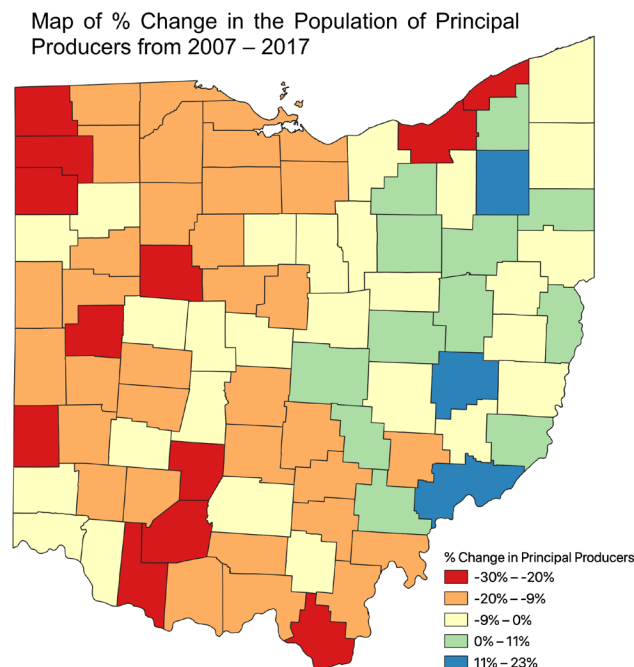 Map of % Change in the Population of Principal
Producers from 2007 – 2017
% Change in Principal Producers
-30% – -20%
-20% – -9%
-9% – 0%
0% – 11%
11% – 23%